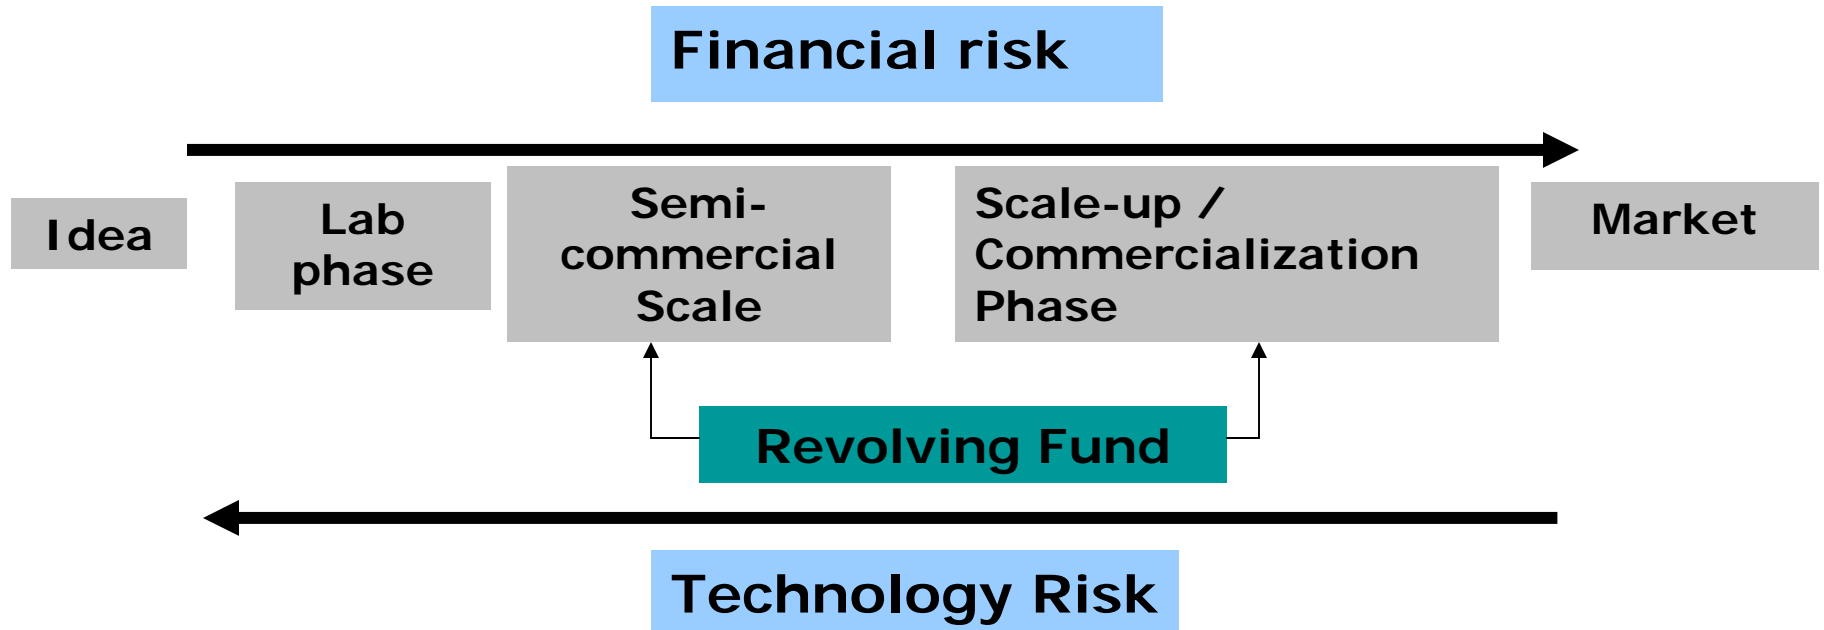 Financial risk
Idea
Lab
phase
Semi-
commercial
Scale
Scale-up /
Commercialization
Phase
Market
Revolving Fund
Technology Risk